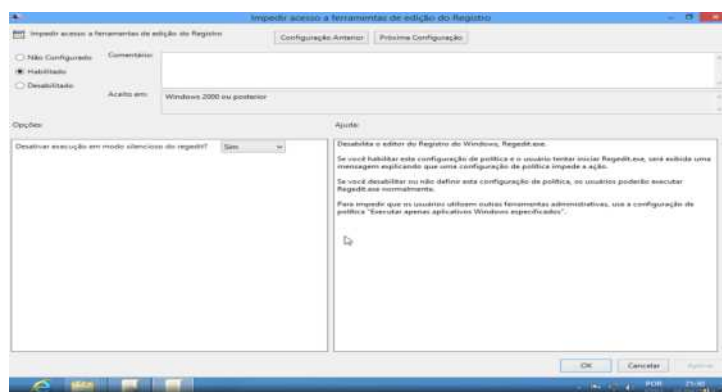 Impedir acesso a ferramentas de edição do Registro
Impedir acesso a ferramentas de edição do Registro
Configuração Anterior
Próxima Configuração
Não Configurado
Comentário:
Habilitado
Desabilitado
Aceito em:
Windows 2000 ou posterior
Opções:
Ajuda:
Desativar execução em modo silencioso do regedit?
Sim
Desabilita o editor do Registro do Windows, Regedit.exe.
Se você habilitar esta configuração de política e o usuário tentar iniciar Regedit.exe, será exibida uma
mensagem explicando que uma configuração de política impede a ação.
Se você desabilitar ou não definir esta configuração de política, os usuários poderão executar
Regedit.exe normalmente.
Para impedir que os usuários utilizem outras ferramentas administrativas, use a configuração de
política "Executar apenas aplicativos Windows especificados".
OK
Cancelar
Aplicar
POR